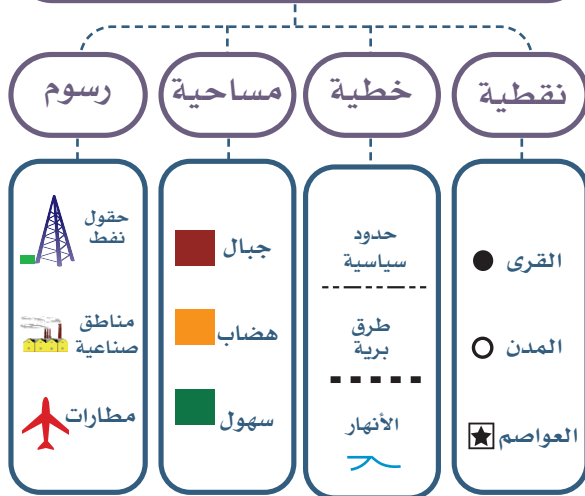 نقطية
خطية
مساحية
رسوم
القرى
المدن
العواصم
حدود
سياسية
طرق
برية
الأنهار
جبال
هضاب
سهول
حقول
نفط
مناطق
صناعية
مطارات